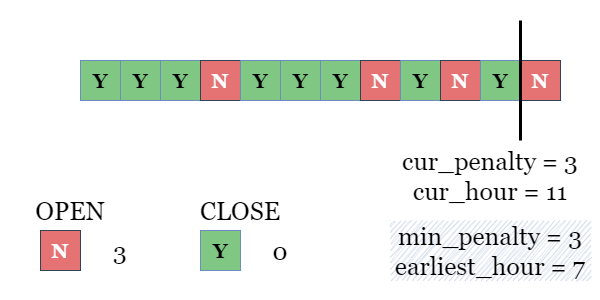 Y Y Y N Y Y Y N Y N Y N
cur_penalty = 3
cur_hour = 11
OPEN CLOSE
min_penalty = 3
N 3 Y 0
earliest_hour = 7